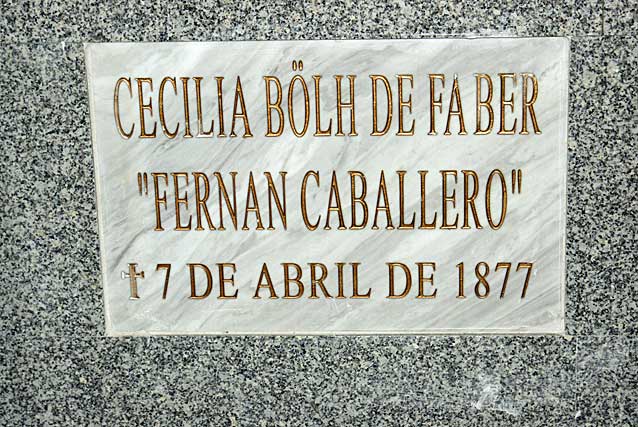 CECILIA BÖLH DE FABER
"FERNAN CABALLERO"
✝ 7 DE ABRIL DE 1877